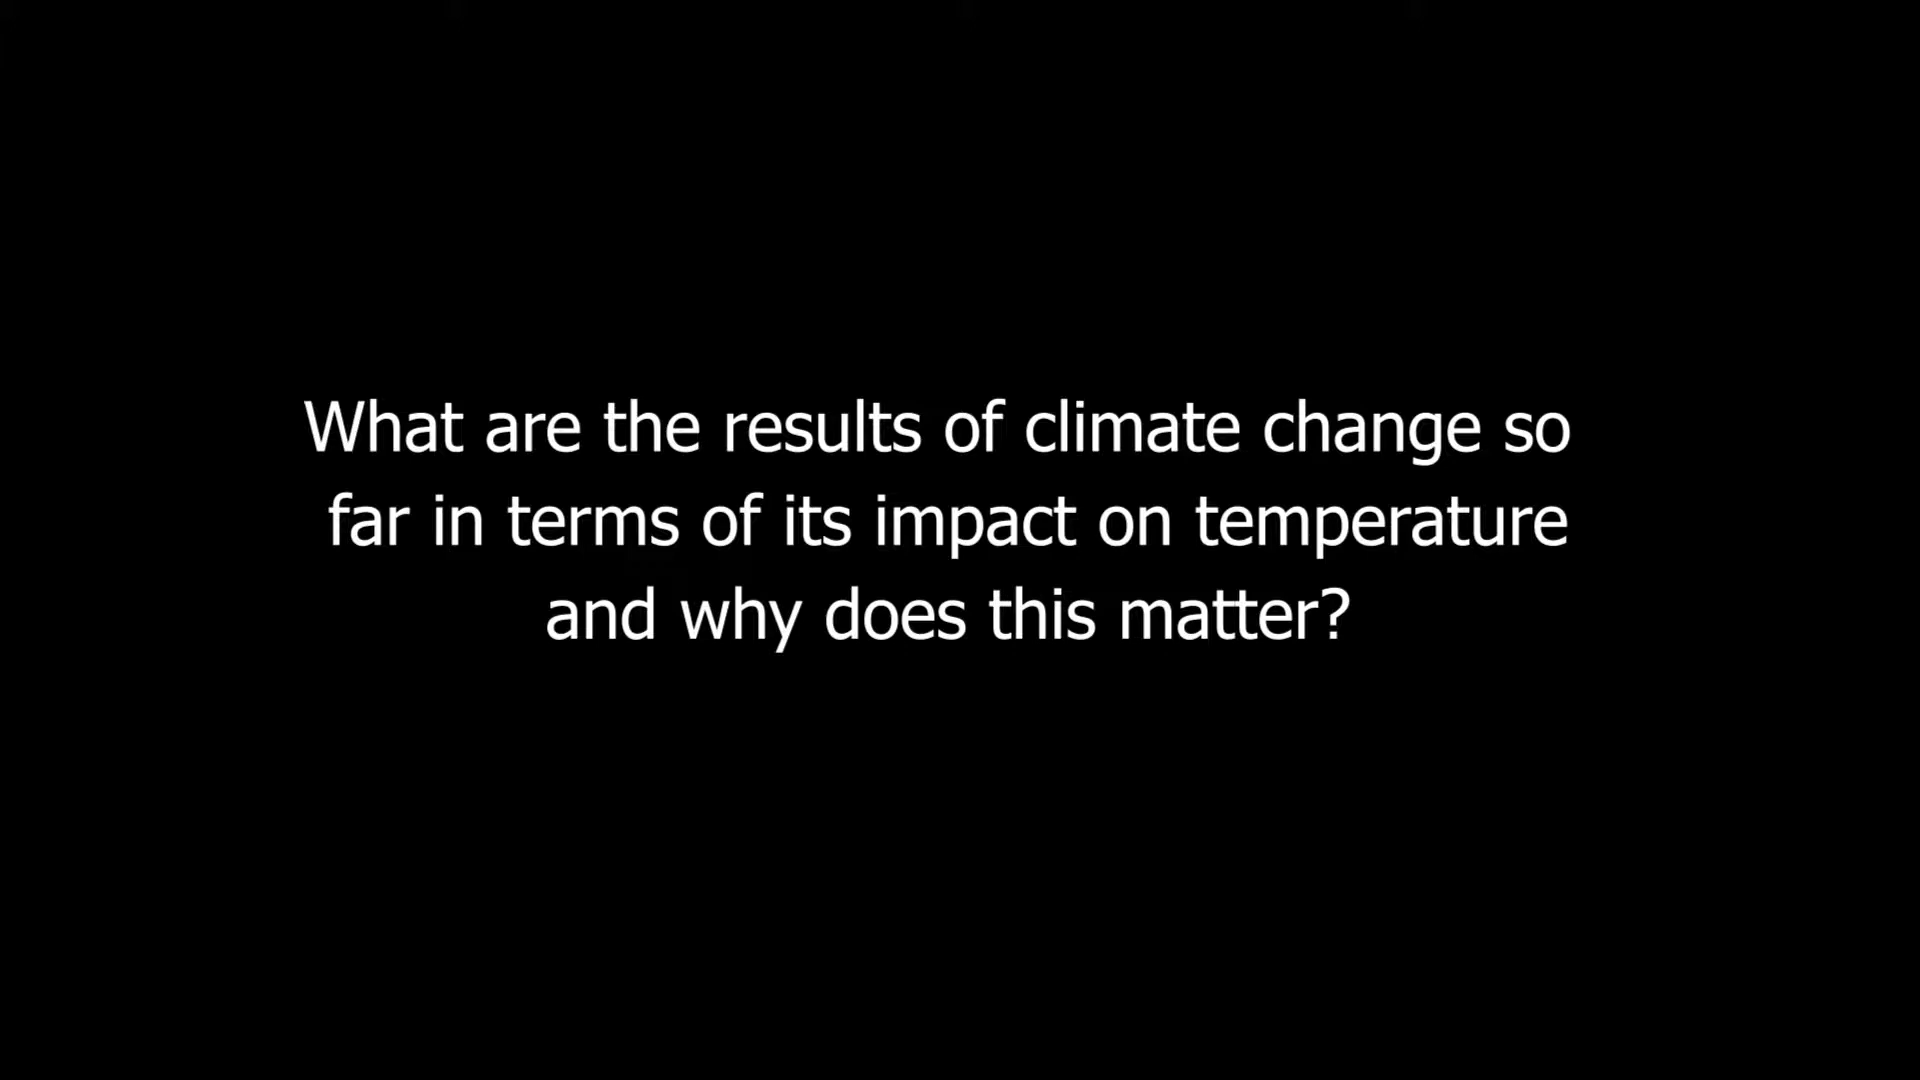 What are the results of climate change so
far in terms of its impact on temperature
and why does this matter?